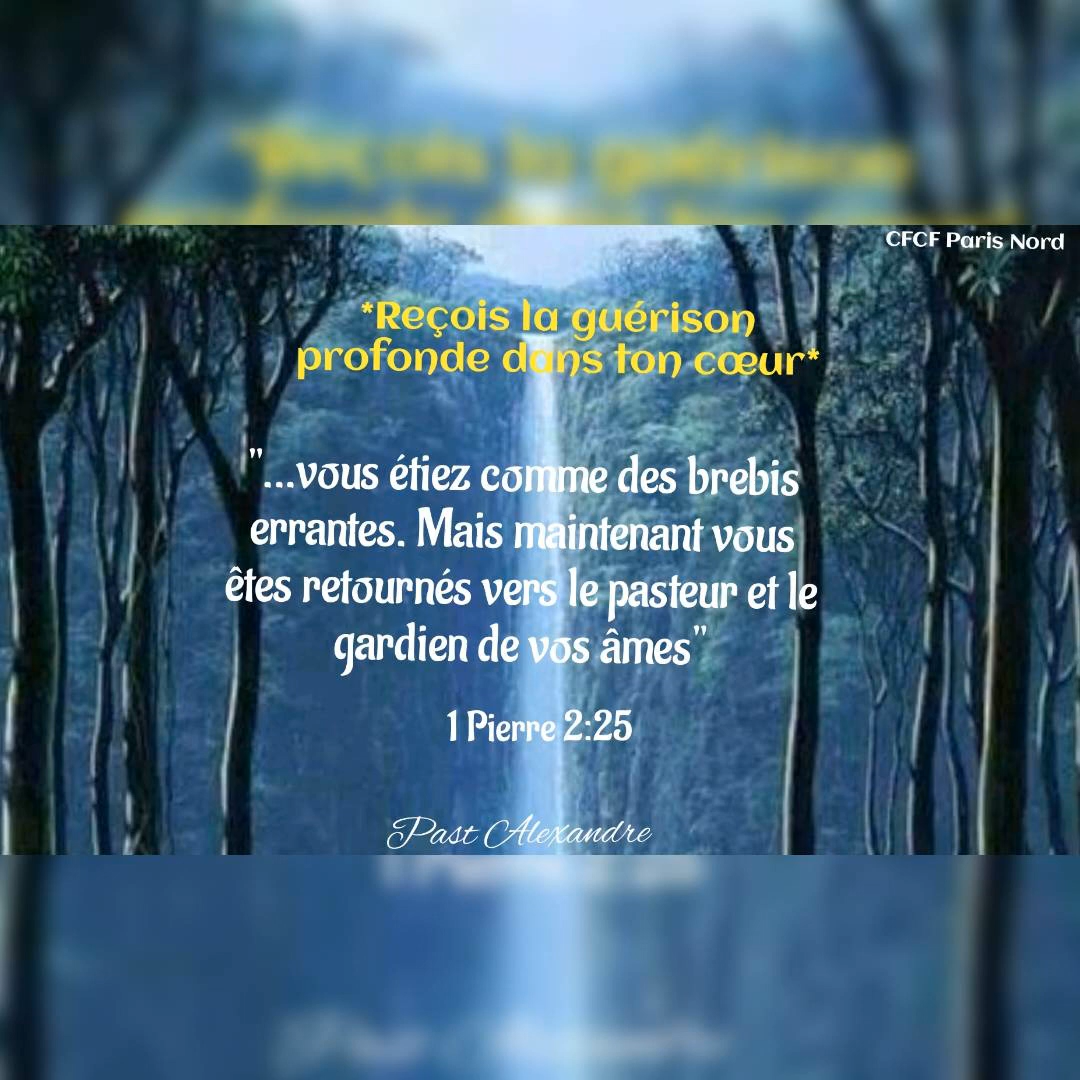 CFCF Paris Nord
*Reçois la guérison
profonde dans ton cœur*
"...vous étiez comme des brebis
errantes. Mais maintenant vous
êtes retournés vers le pasteur et le
gardien de vos âmes"
1 Pierre 2:25
Past Alexandre